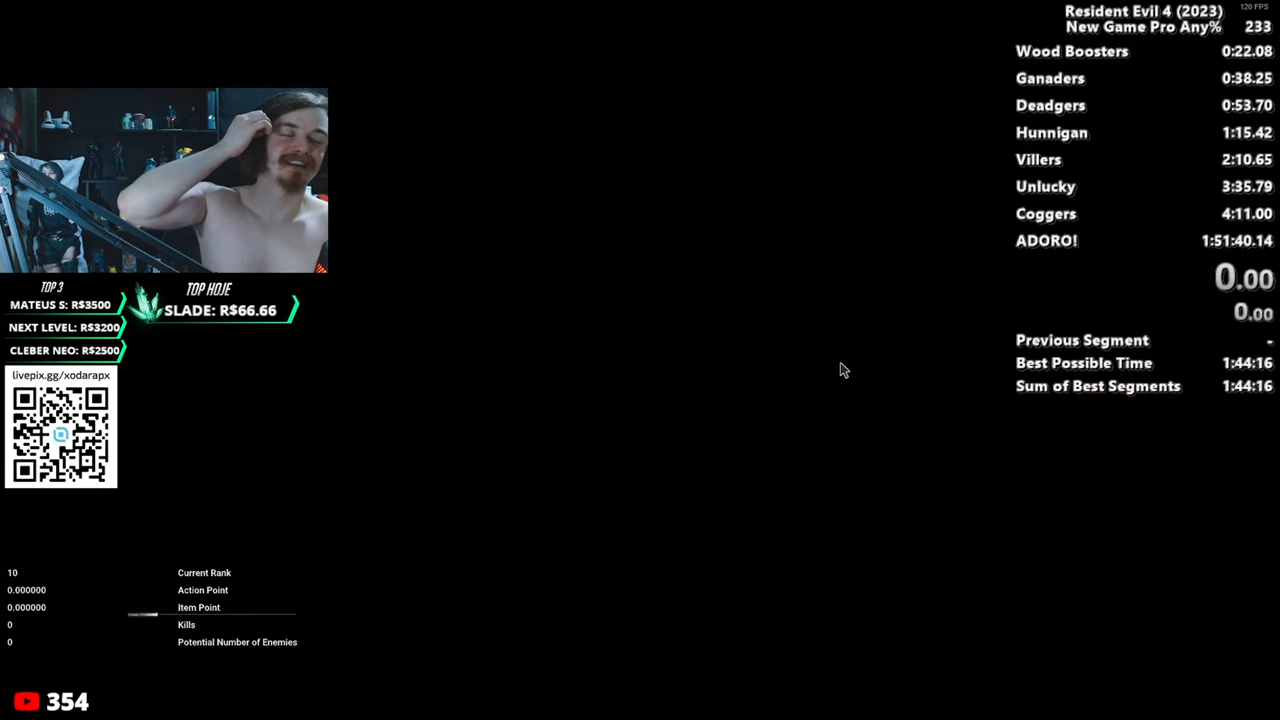 120 FPS
Resident Evil 4 (2023)
New Game Pro Any% 233
Wood Boosters 0:22.08
Ganaders 0:38.25
Deadgers 0:53.70
Hunnigan 1:15.42
Villers 2:10.65
Unlucky 3:35.79
Coggers 4:11.00
ADORO! 1:51:40.14
0.00
0.00
Previous Segment -
Best Possible Time 1:44:16
Sum of Best Segments 1:44:16
TOP 3
MATEUS S: R$3500
NEXT LEVEL: R$3200
CLEBER NEO: R$2500
TOP HOJE
SLADE: R$66.66
livepix.gg/xodarapx
10 Current Rank
0.000000 Action Point
0.000000 Item Point
0 Kills
0 Potential Number of Enemies
354